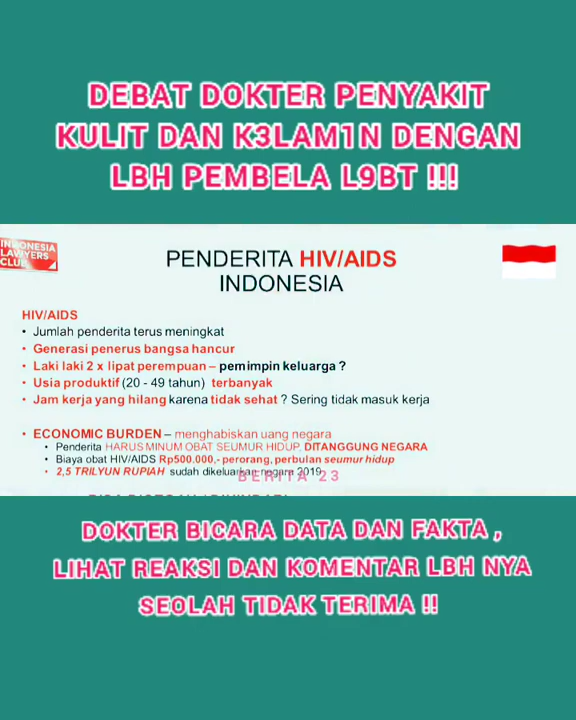 DEBAT DOKTER PENYAKIT
KULIT DAN K3LAM1N DENGAN
LBH PEMBELA L9BT !!!
INDONESIA
LAWYERS
CLUB
PENDERITA HIV/AIDS
INDONESIA
HIV/AIDS
• Jumlah penderita terus meningkat
• Generasi penerus bangsa hancur
• Laki laki 2 x lipat perempuan – pemimpin keluarga ?
• Usia produktif (20 - 49 tahun) terbanyak
• Jam kerja yang hilang karena tidak sehat ? Sering tidak masuk kerja
• ECONOMIC BURDEN – menghabiskan uang negara
• Penderita HARUS MINUM OBAT SEUMUR HIDUP, DITANGGUNG NEGARA
• Biaya obat HIV/AIDS Rp500.000,- perorang, perbulan seumur hidup
• 2,5 TRILYUN RUPIAH sudah dikeluarkan negara 2019
BERITA 23
DOKTER BICARA DATA DAN FAKTA ,
LIHAT REAKSI DAN KOMENTAR LBH NYA
SEOLAH TIDAK TERIMA !!